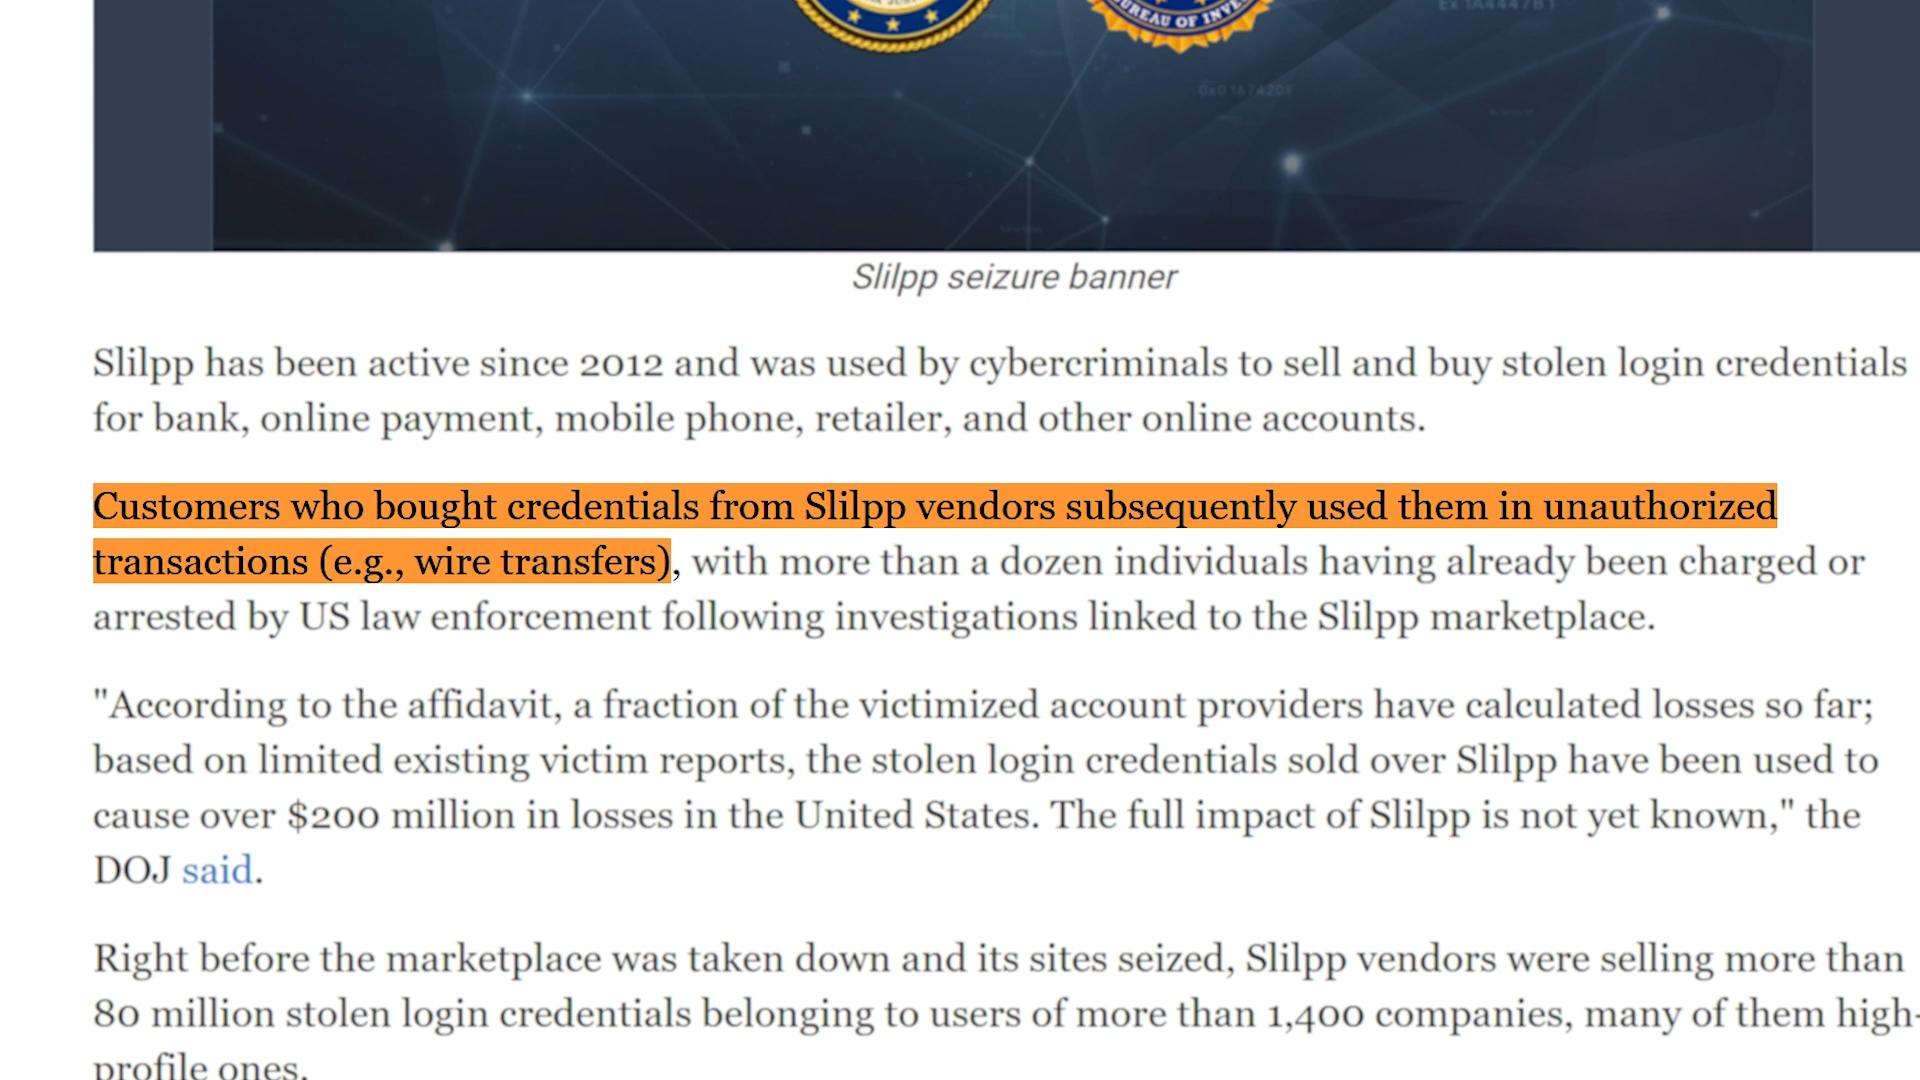 BUREAU OF INVE
0x01674209
Slilpp seizure banner
Slilpp has been active since 2012 and was used by cybercriminals to sell and buy stolen login credentials
for bank, online payment, mobile phone, retailer, and other online accounts.
Customers who bought credentials from Slilpp vendors subsequently used them in unauthorized
transactions (e.g., wire transfers), with more than a dozen individuals having already been charged or
arrested by US law enforcement following investigations linked to the Slilpp marketplace.
"According to the affidavit, a fraction of the victimized account providers have calculated losses so far;
based on limited existing victim reports, the stolen login credentials sold over Slilpp have been used to
cause over $200 million in losses in the United States. The full impact of Slilpp is not yet known," the
DOJ said.
Right before the marketplace was taken down and its sites seized, Slilpp vendors were selling more than
80 million stolen login credentials belonging to users of more than 1,400 companies, many of them high-
profile ones.